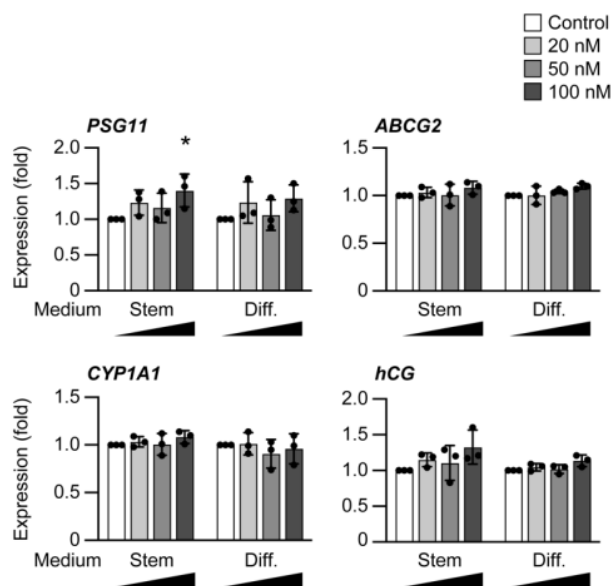 Control
20 nM
50 nM
100 nM
PSG11
Expression (fold)
2.0
1.5
1.0
0.5
0
*
Medium Stem Diff.
ABCG2
1.5
1.0
0.5
0
Stem Diff.
CYP1A1
Expression (fold)
1.5
1.0
0.5
0
Medium Stem Diff.
hCG
2.0
1.5
1.0
0.5
0
Stem Diff.